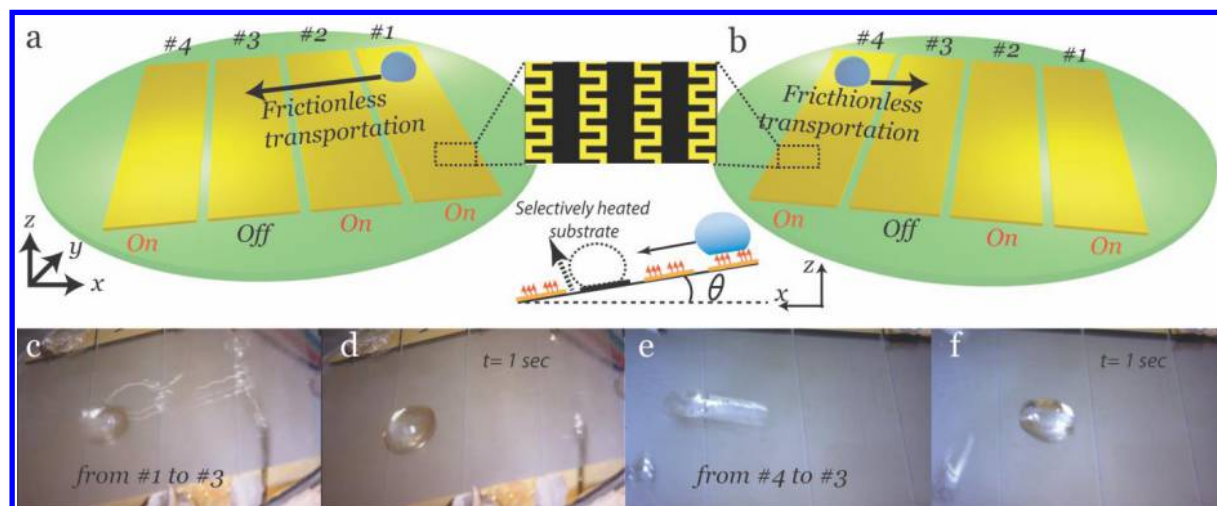 a
#4
#3
#2
#1
Frictionless
transportation
On
Off
On
On
z
y
x
Selectively heated
substrate
θ
x
z
b
#4
#3
#2
#1
Fricthionless
transportation
On
Off
On
On
c
from #1 to #3
d
t= 1 sec
e
from #4 to #3
f
t= 1 sec